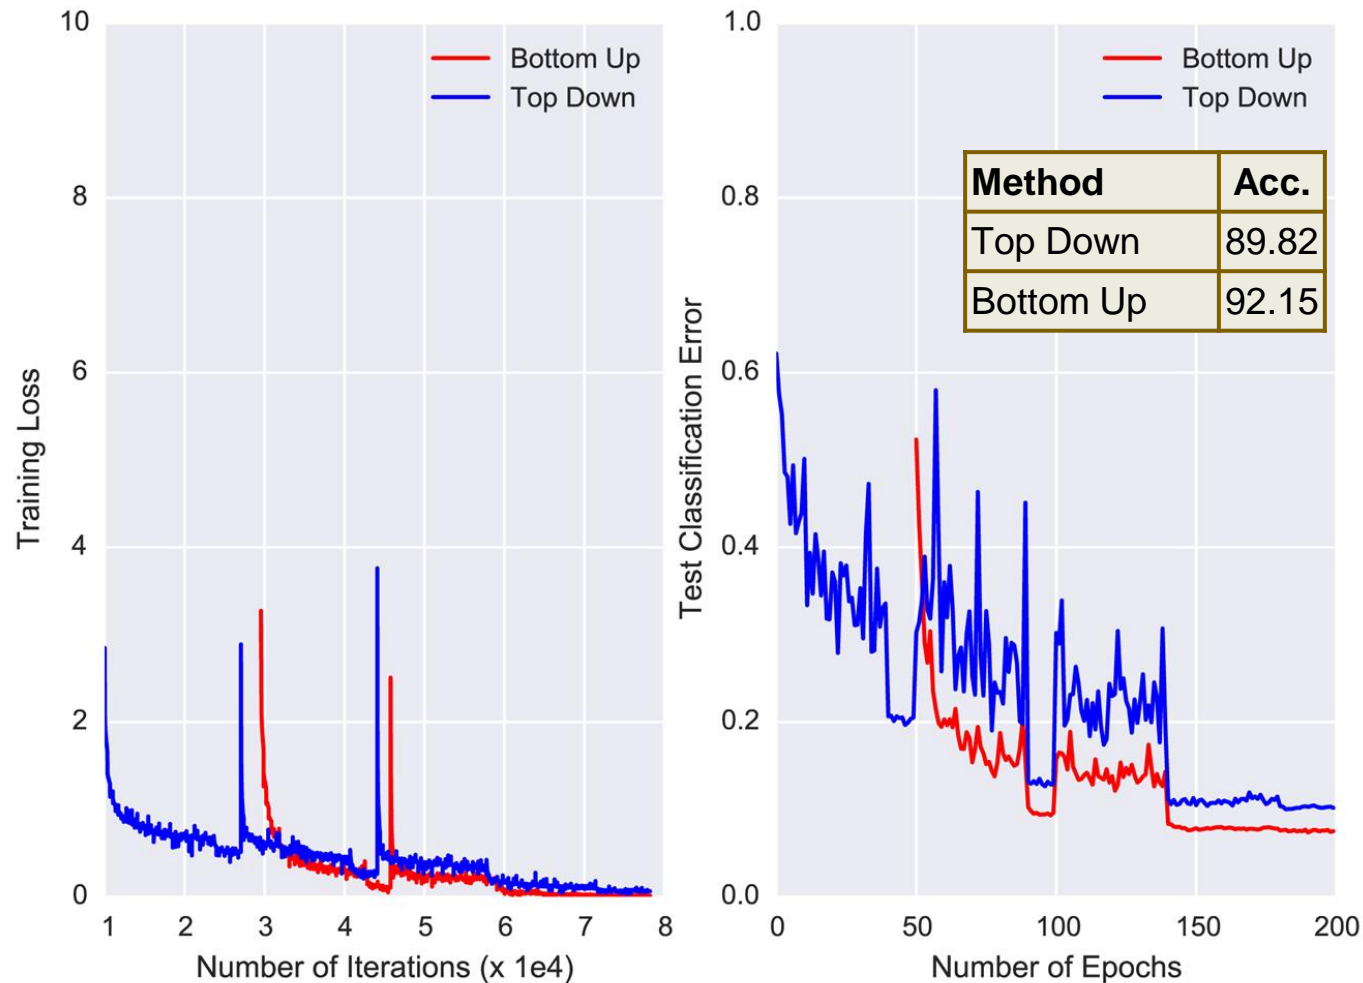 10
8
6
4
2
0
Training Loss
1 2 3 4 5 6 7 8
Number of Iterations (x 1e4)
Bottom Up
Top Down
1.0
0.8
0.6
0.4
0.2
0.0
Test Classification Error
0 50 100 150 200
Number of Epochs
Bottom Up
Top Down
Method Acc.
Top Down 89.82
Bottom Up 92.15